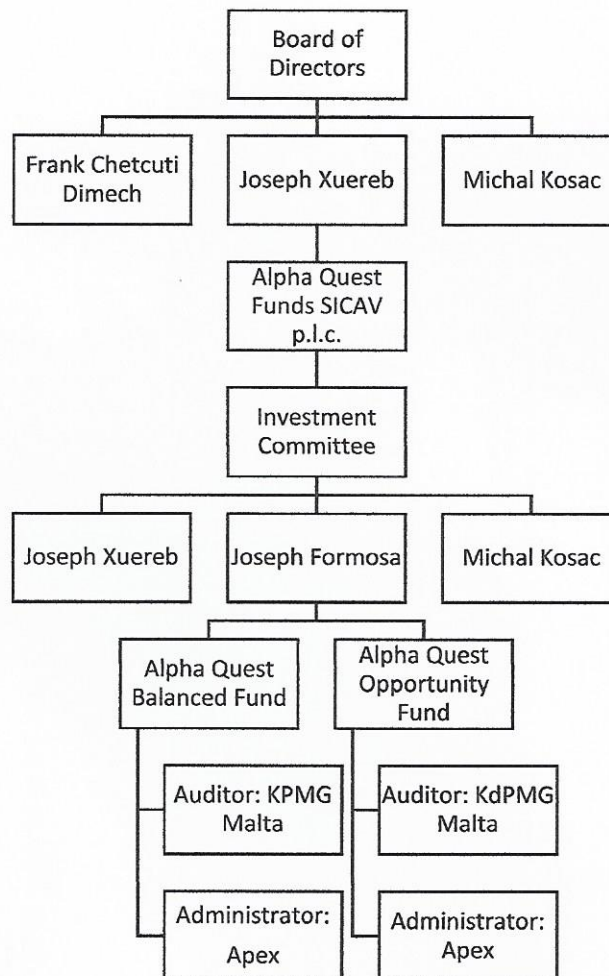 Board of
Directors
Frank Chetcuti
Dimech
Joseph Xuereb
Michal Kosac
Alpha Quest
Funds SICAV
p.l.c.
Investment
Committee
Joseph Xuereb
Joseph Formosa
Michal Kosac
Alpha Quest
Balanced Fund
Alpha Quest
Opportunity
Fund
Auditor: KPMG
Malta
Auditor: KdPMG
Malta
Administrator:
Apex
Administrator:
Apex